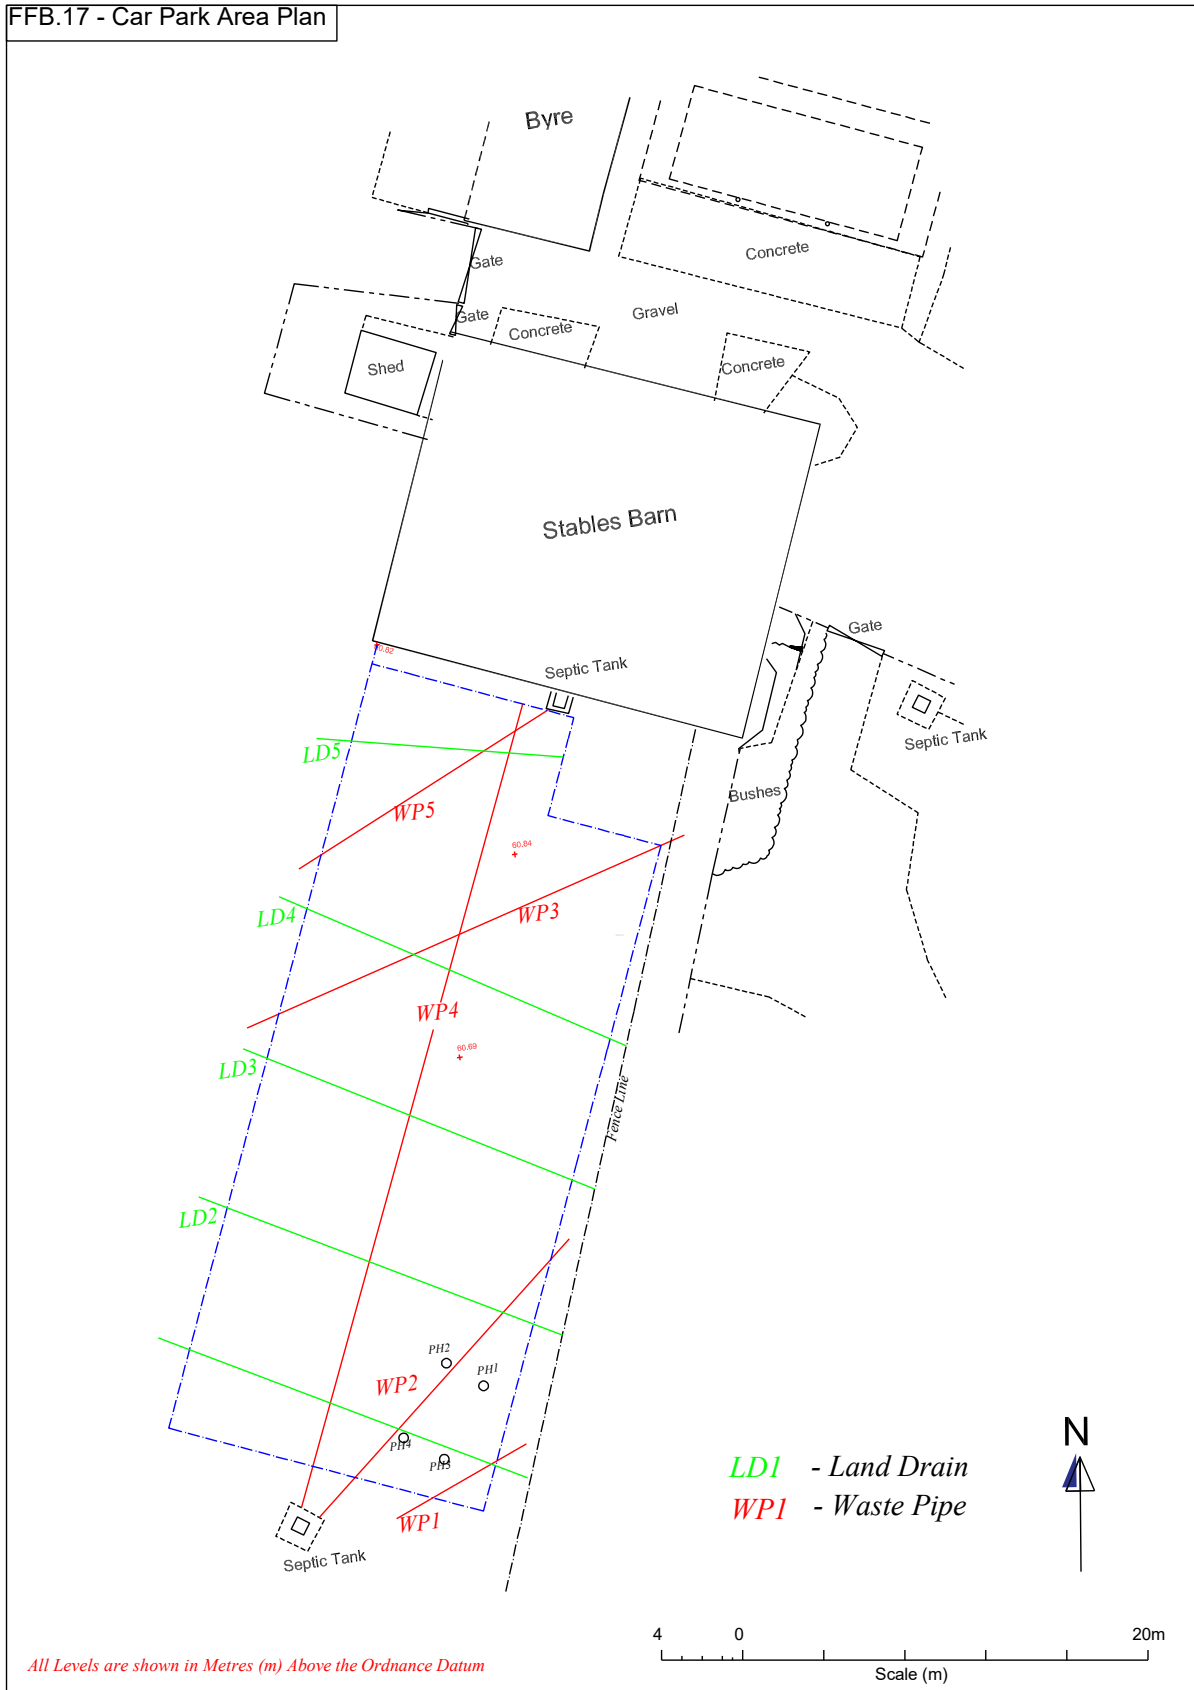 FFB.17 - Car Park Area Plan
Byre
Concrete
Gate
Gravel
Gate
Concrete
Concrete
Shed
Stables Barn
Gate
60.82
Septic Tank
Septic Tank
LD5
Bushes
WP5
60.84
LD4
WP3
WP4
60.69
LD3
Fence Line
LD2
PH2
PH1
WP2
PH4
PH3
WP1
Septic Tank
N
LD1 - Land Drain
WP1 - Waste Pipe
4 0 20m
Scale (m)
All Levels are shown in Metres (m) Above the Ordnance Datum